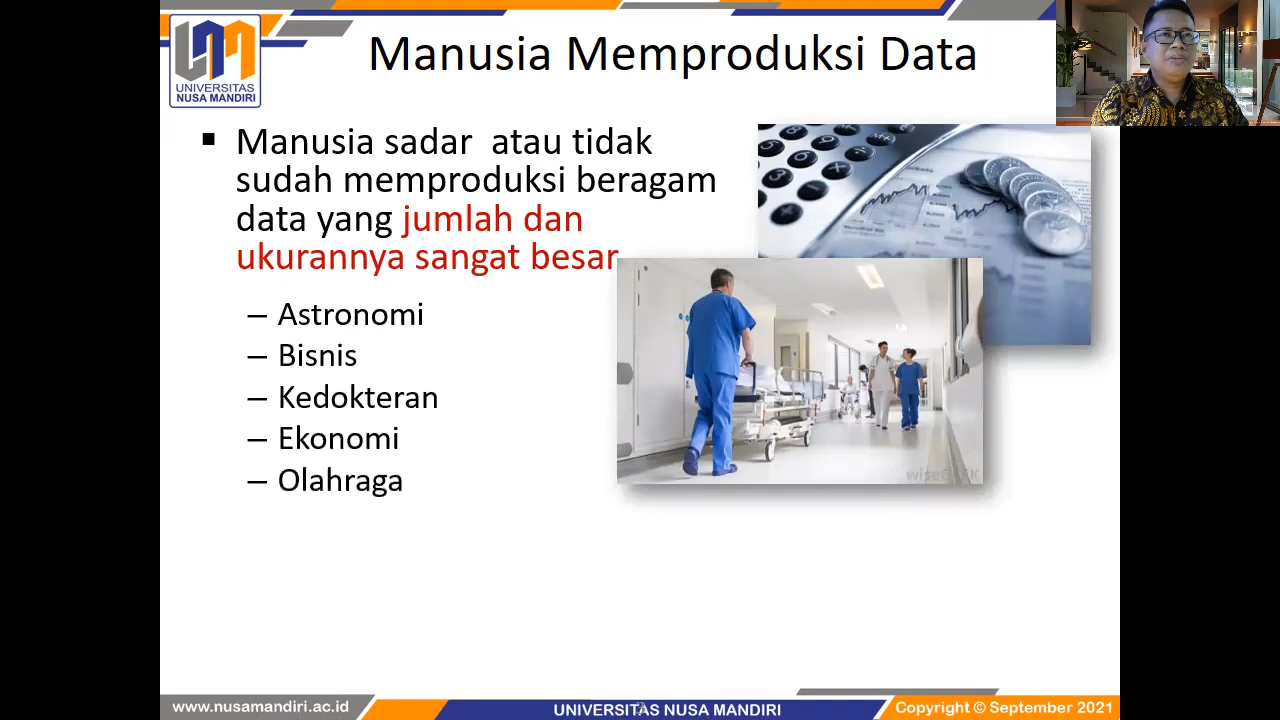 Manusia Memproduksi Data
UNIVERSITAS
NUSA MANDIRI
▪ Manusia sadar  atau tidak
sudah memproduksi beragam
data yang jumlah dan
ukurannya sangat besar
– Astronomi
– Bisnis
– Kedokteran
– Ekonomi
– Olahraga
www.nusamandiri.ac.id
UNIVERSITAS NUSA MANDIRI
Copyright © September 2021